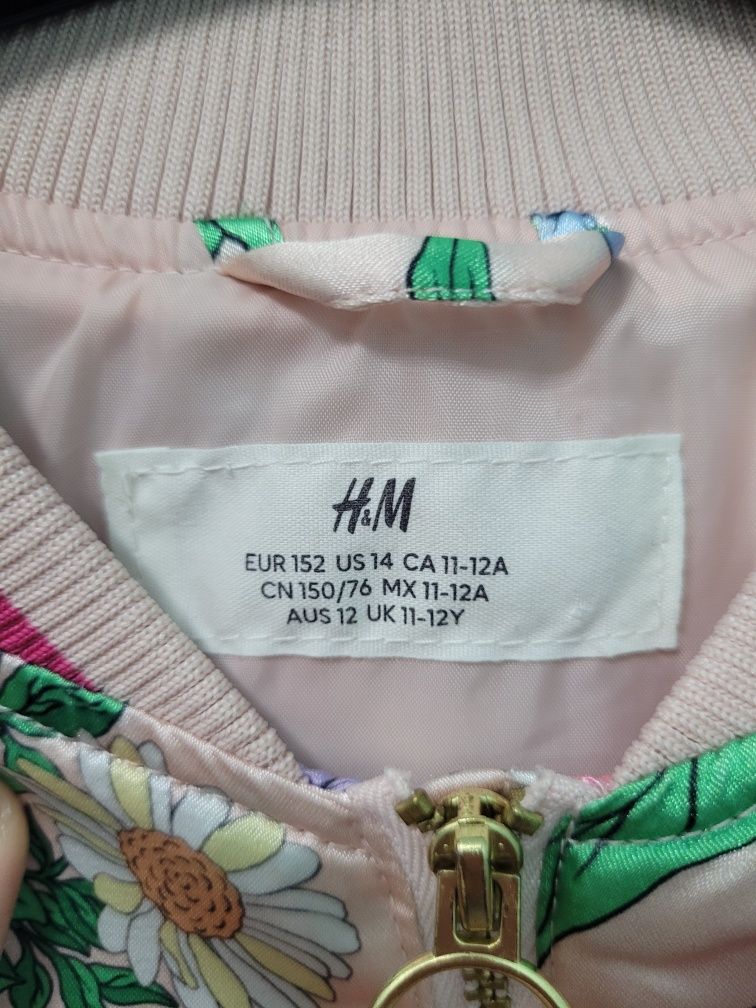 H&M
EUR 152 US 14 CA 11-12A
CN 150/76 MX 11-12A
AUS 12 UK 11-12Y